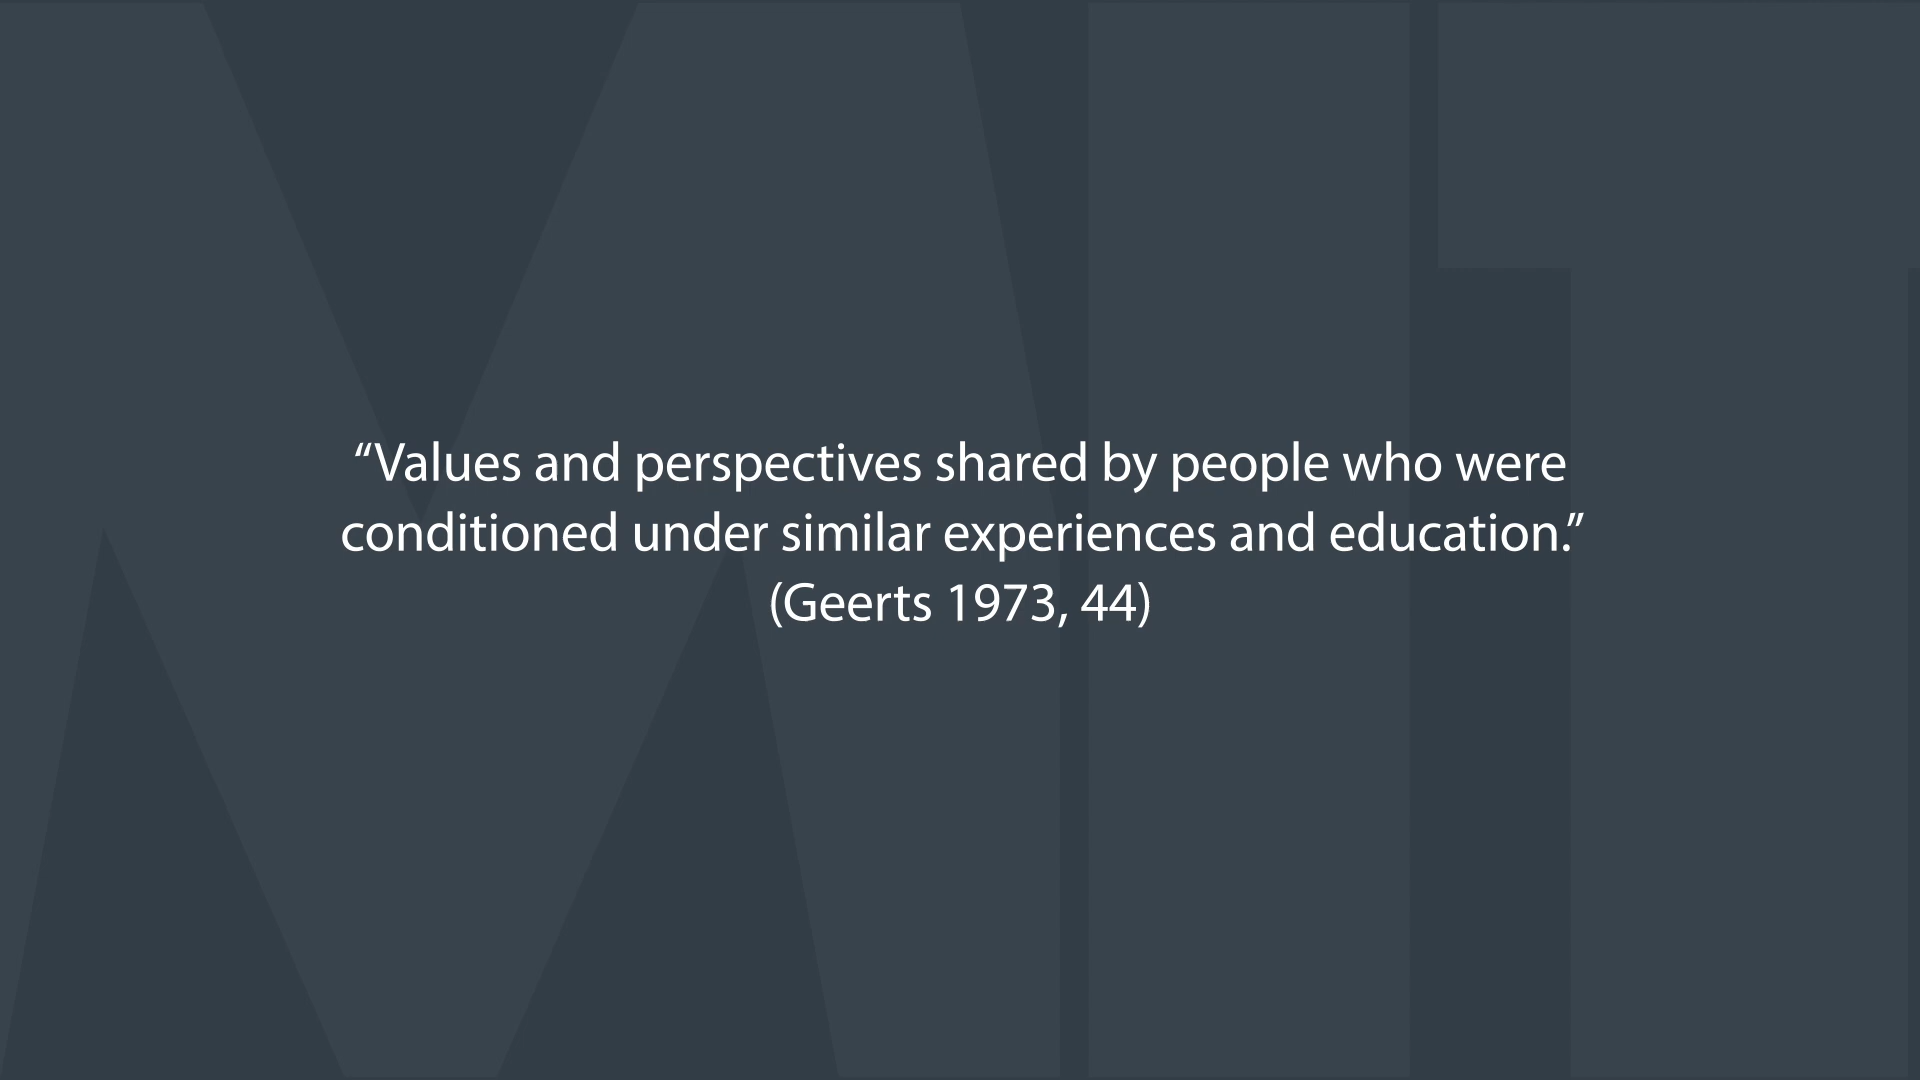 “Values and perspectives shared by people who were
conditioned under similar experiences and education.”
(Geerts 1973, 44)